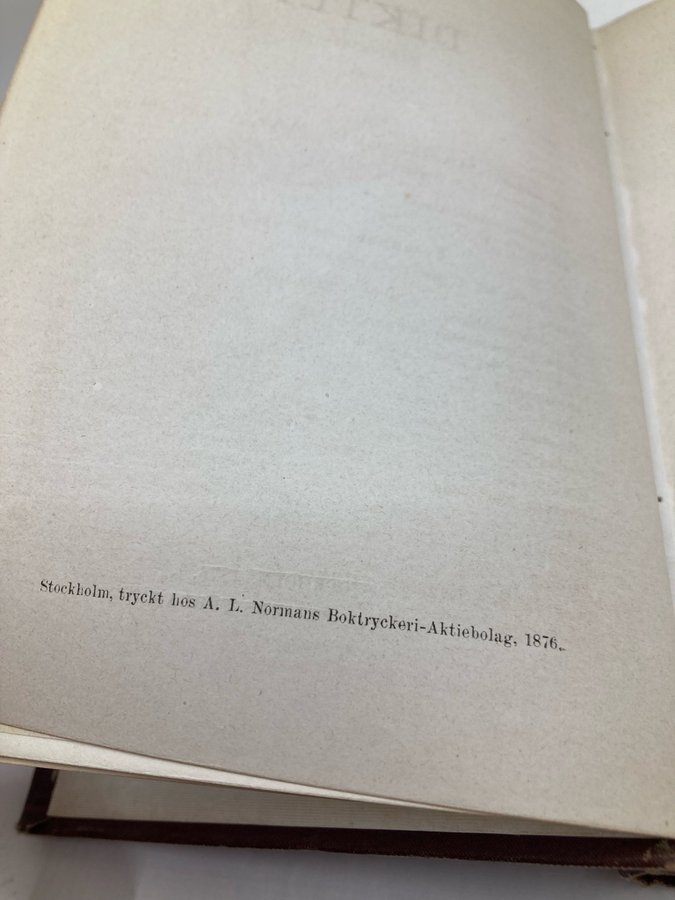 Stockholm, tryckt hos A. L. Normans Boktryckeri-Aktiebolag, 1876.